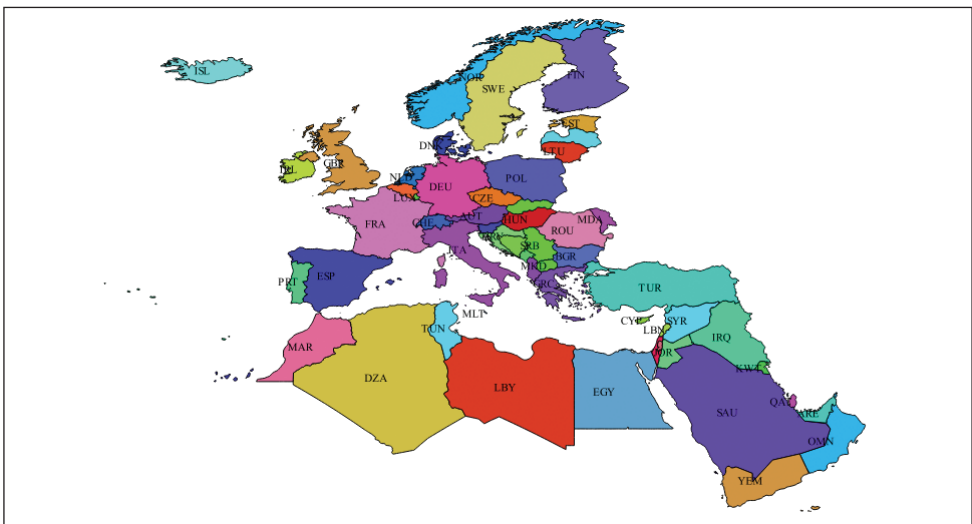 ISL
NOR
SWE
FIN
EST
LTU
DNK
IRL
GBR
NLD
DEU
POL
LUX
CZE
FRA
CHE
AUT
HUN
MDA
ROU
ITA
SRB
BGR
MKD
GRC
PRT
ESP
TUR
MLT
CYP
SYR
LBN
TUN
MAR
IRQ
JOR
KWT
DZA
LBY
EGY
SAU
QAT
ARE
OMN
YEM